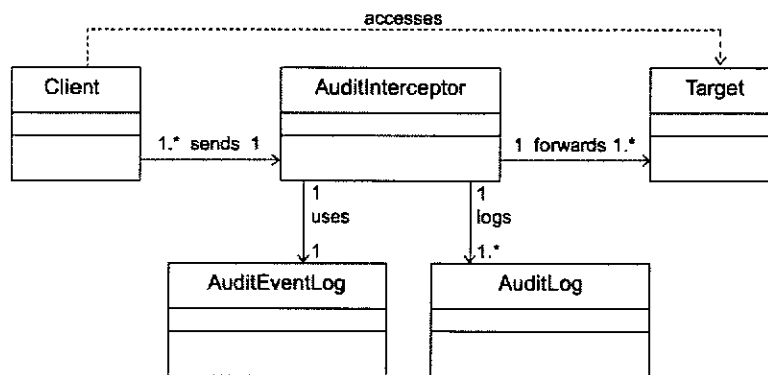 accesses
Client
AuditInterceptor
Target
1.* sends 1
1 forwards 1.*
1
uses
1
1
logs
1.*
AuditEventLog
AuditLog